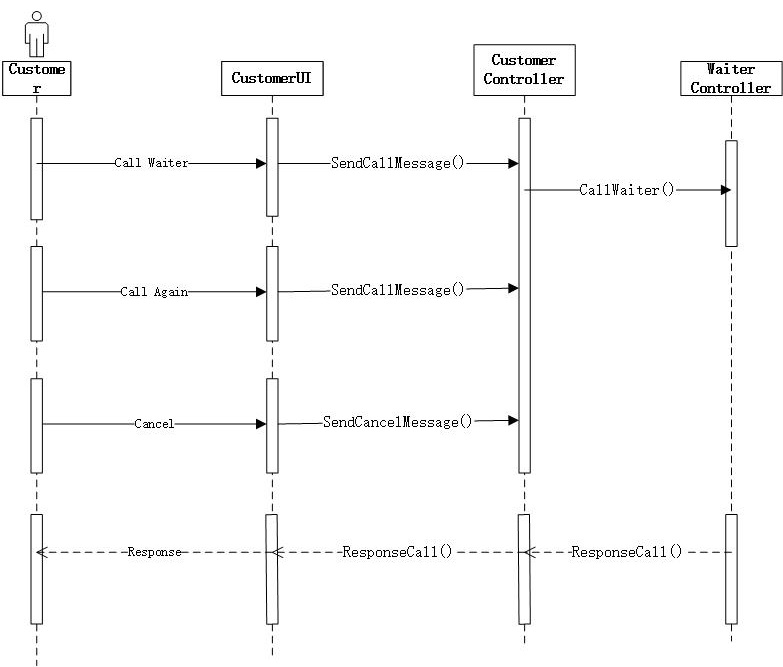 Custome
r
CustomerUI
Customer
Controller
Waiter
Controller
Call Waiter
SendCallMessage()
CallWaiter()
Call Again
SendCallMessage()
Cancel
SendCancelMessage()
Response
ResponseCall()
ResponseCall()